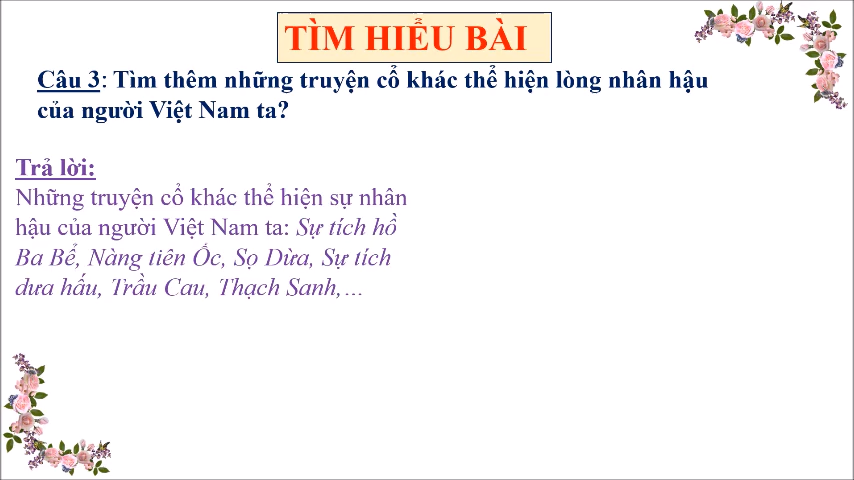 TÌM HIỂU BÀI
Câu 3: Tìm thêm những truyện cổ khác thể hiện lòng nhân hậu
của người Việt Nam ta?
Trả lời:
Những truyện cổ khác thể hiện sự nhân
hậu của người Việt Nam ta: Sự tích hồ
Ba Bể, Nàng tiên Ốc, Sọ Dừa, Sự tích
dưa hấu, Trầu Cau, Thạch Sanh,...